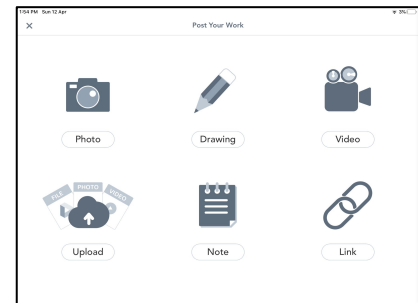 1:54 PM Sun 12 Apr 3%
Post Your Work
Photo Drawing Video
FILE PHOTO VIDEO
Upload Note Link